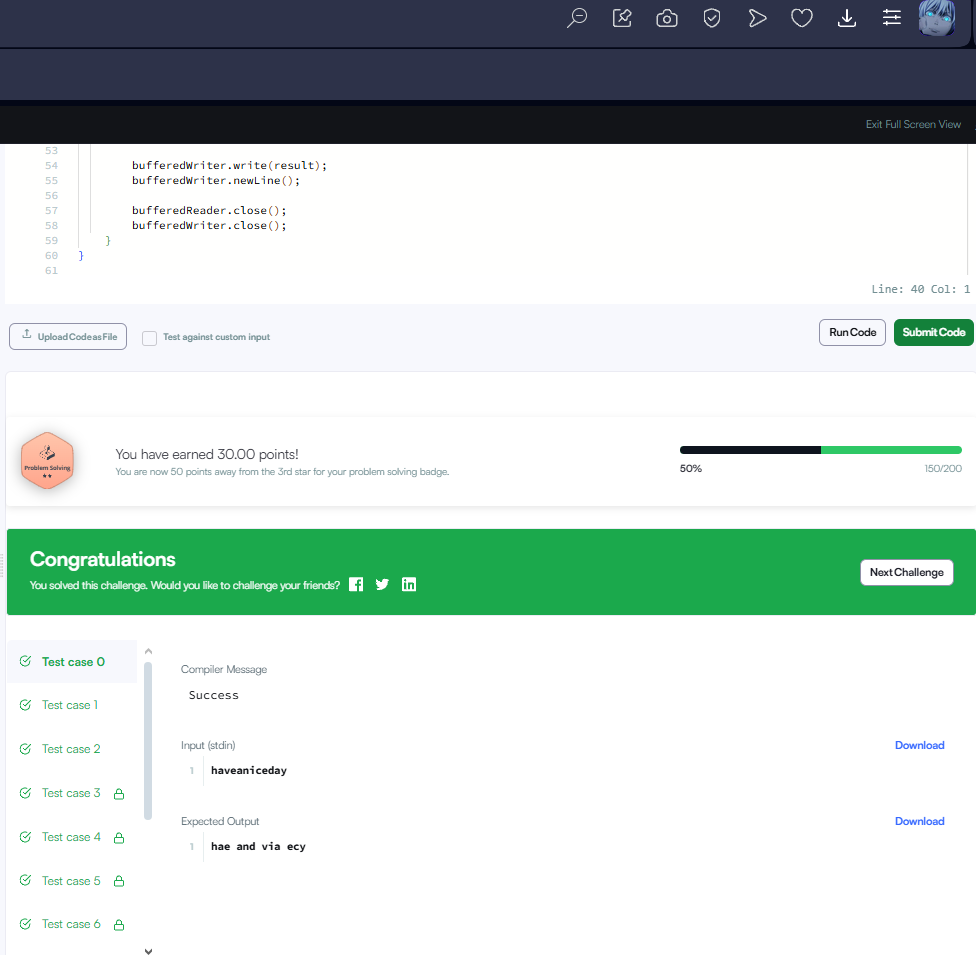 Exit Full Screen View
53
54 bufferedWriter.write(result);
55 bufferedWriter.newLine();
56
57 bufferedReader.close();
58 bufferedWriter.close();
59 }
60 }
61
Line: 40 Col: 1
Upload Code as File
Test against custom input
Run Code
Submit Code
Problem Solving
You have earned 30.00 points!
You are now 50 points away from the 3rd star for your problem solving badge.
50%
150/200
Congratulations
You solved this challenge. Would you like to challenge your friends?
Next Challenge
Test case 0
Test case 1
Test case 2
Test case 3
Test case 4
Test case 5
Test case 6
Compiler Message
Success
Input (stdin)
Download
1 haveaniceday
Expected Output
Download
1 hae and via ecy